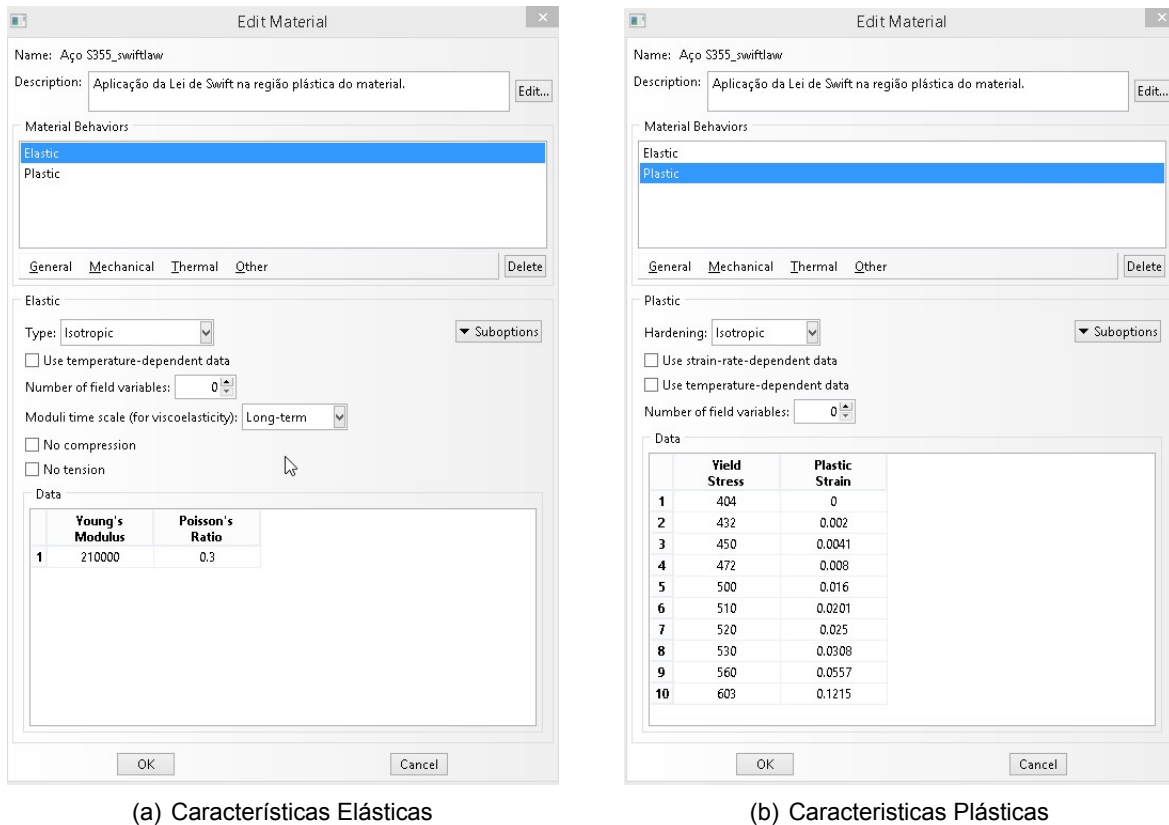 Edit Material
Name: Aço S355_swiftlaw
Description: Aplicação da Lei de Swift na região plástica do material.
Edit...
Material Behaviors
Elastic
Plastic
General Mechanical Thermal Other
Delete
Elastic
Type: Isotropic
Suboptions
Use temperature-dependent data
Number of field variables: 0
Moduli time scale (for viscoelasticity): Long-term
No compression
No tension
Data
Young's Modulus Poisson's Ratio
1 210000 0.3
OK Cancel
(a) Características Elásticas
Edit Material
Name: Aço S355_swiftlaw
Description: Aplicação da Lei de Swift na região plástica do material.
Edit...
Material Behaviors
Elastic
Plastic
General Mechanical Thermal Other
Delete
Plastic
Hardening: Isotropic
Suboptions
Use strain-rate-dependent data
Use temperature-dependent data
Number of field variables: 0
Data
Yield Stress Plastic Strain
1 404 0
2 432 0.002
3 450 0.0041
4 472 0.008
5 500 0.016
6 510 0.0201
7 520 0.025
8 530 0.0308
9 560 0.0557
10 603 0.1215
OK Cancel
(b) Caracteristicas Plásticas